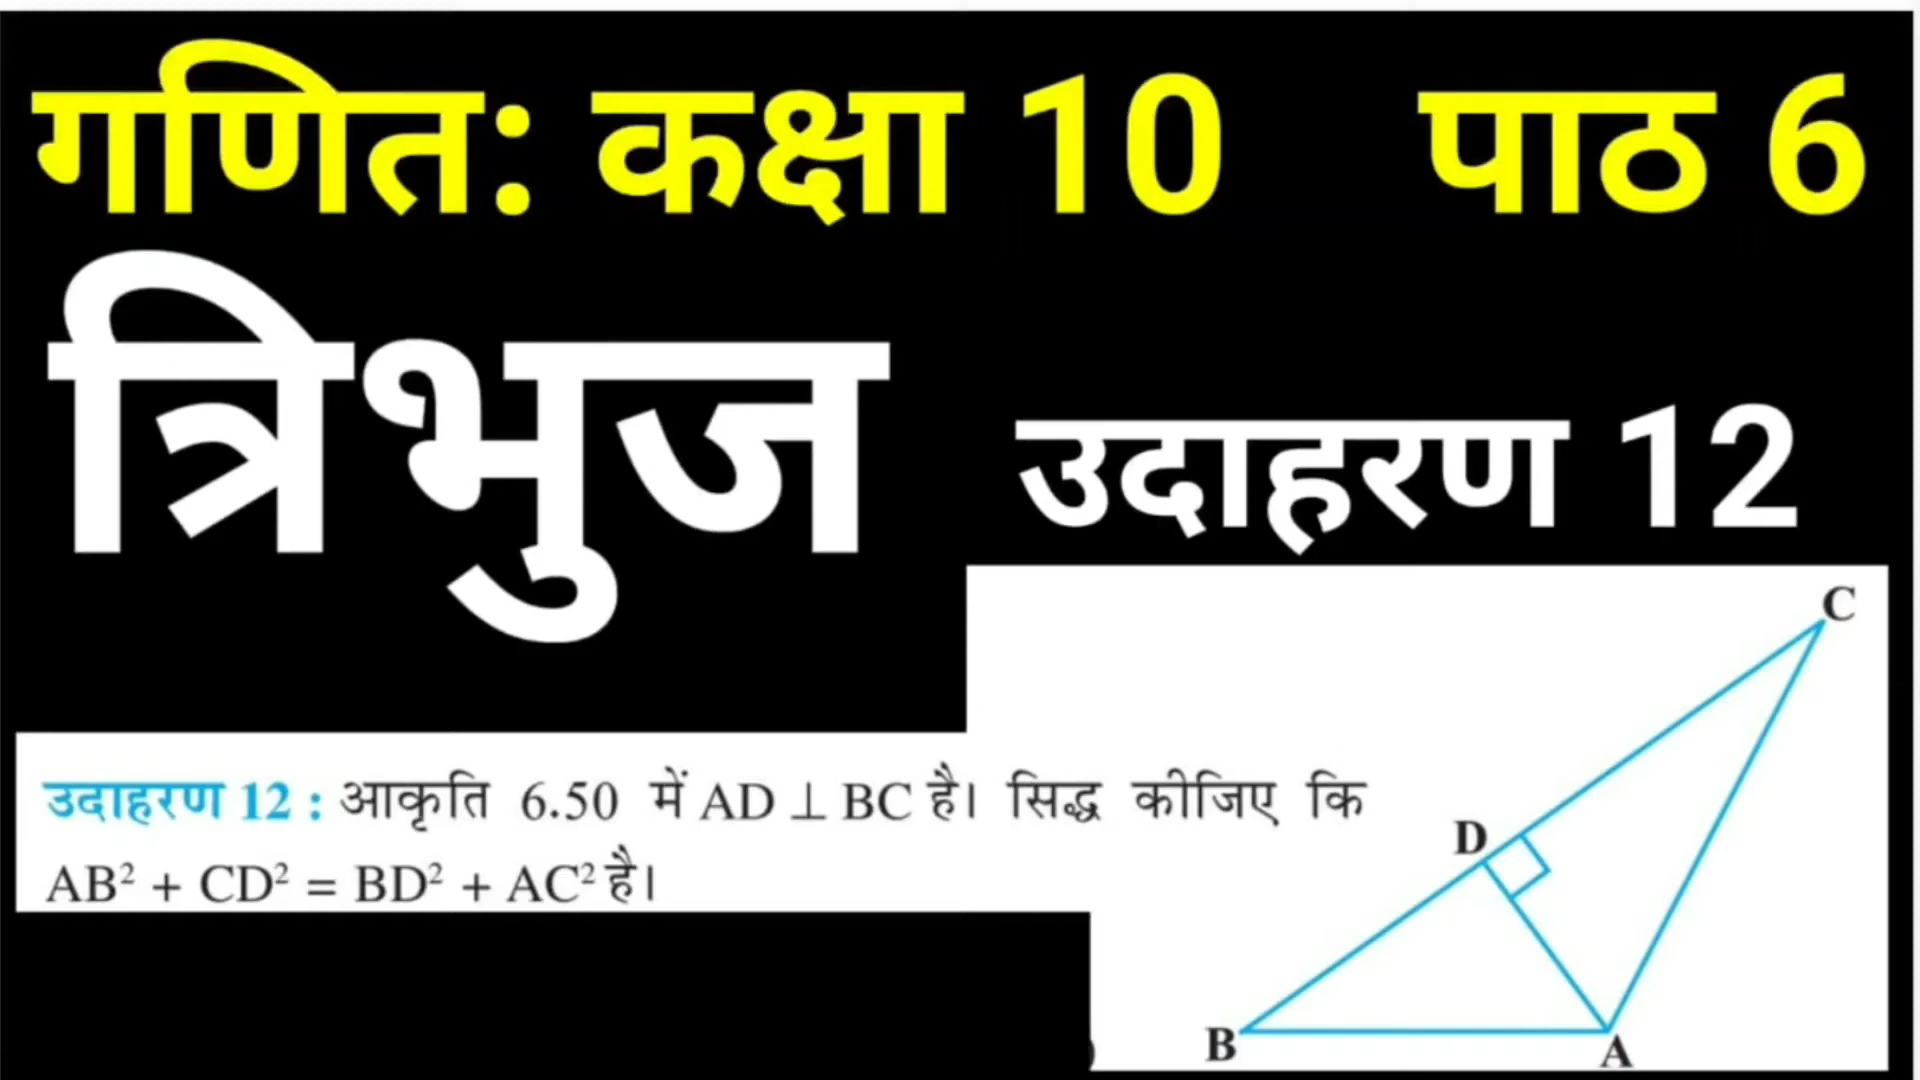 गणित: कक्षा 10 पाठ 6
त्रिभुज उदाहरण 12
उदाहरण 12 : आकृति 6.50 में AD ⊥ BC है। सिद्ध कीजिए कि
AB² + CD² = BD² + AC² है।
C
D
B
A